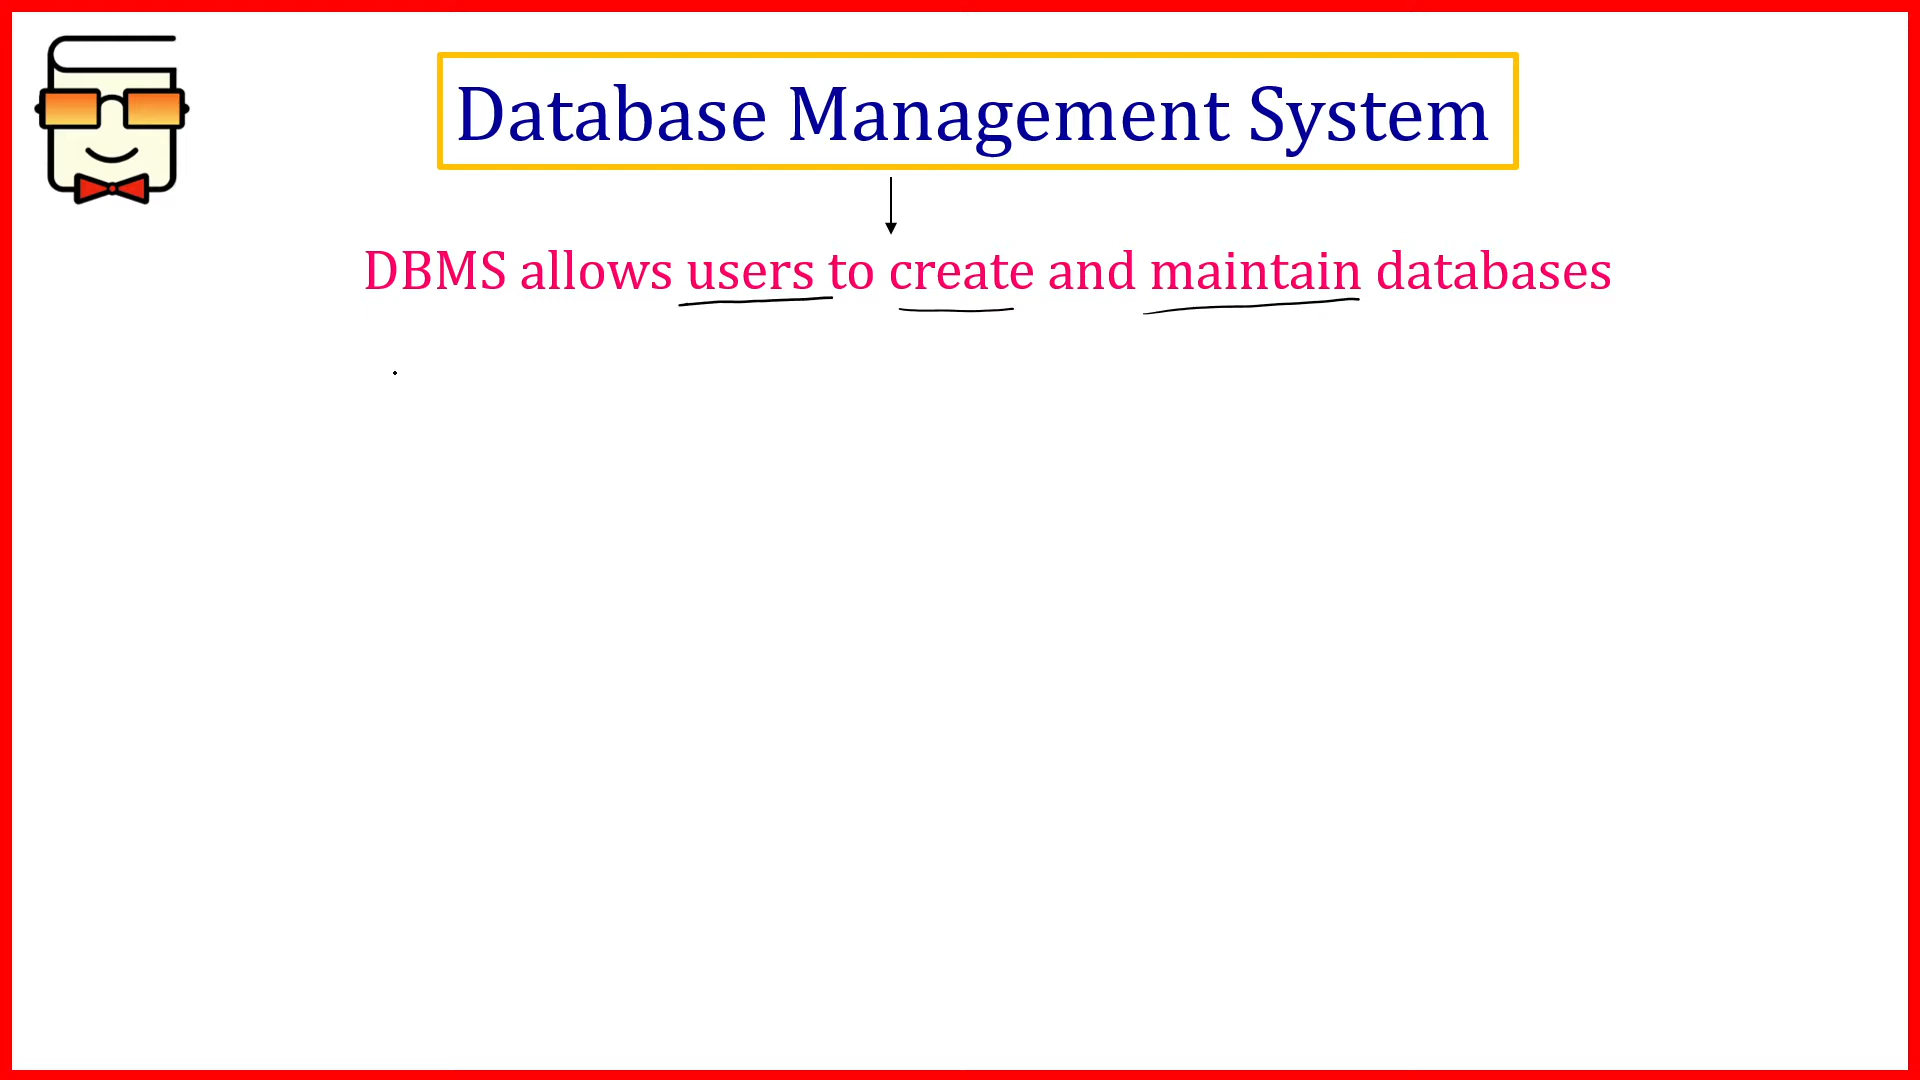 Database Management System
DBMS allows users to create and maintain databases